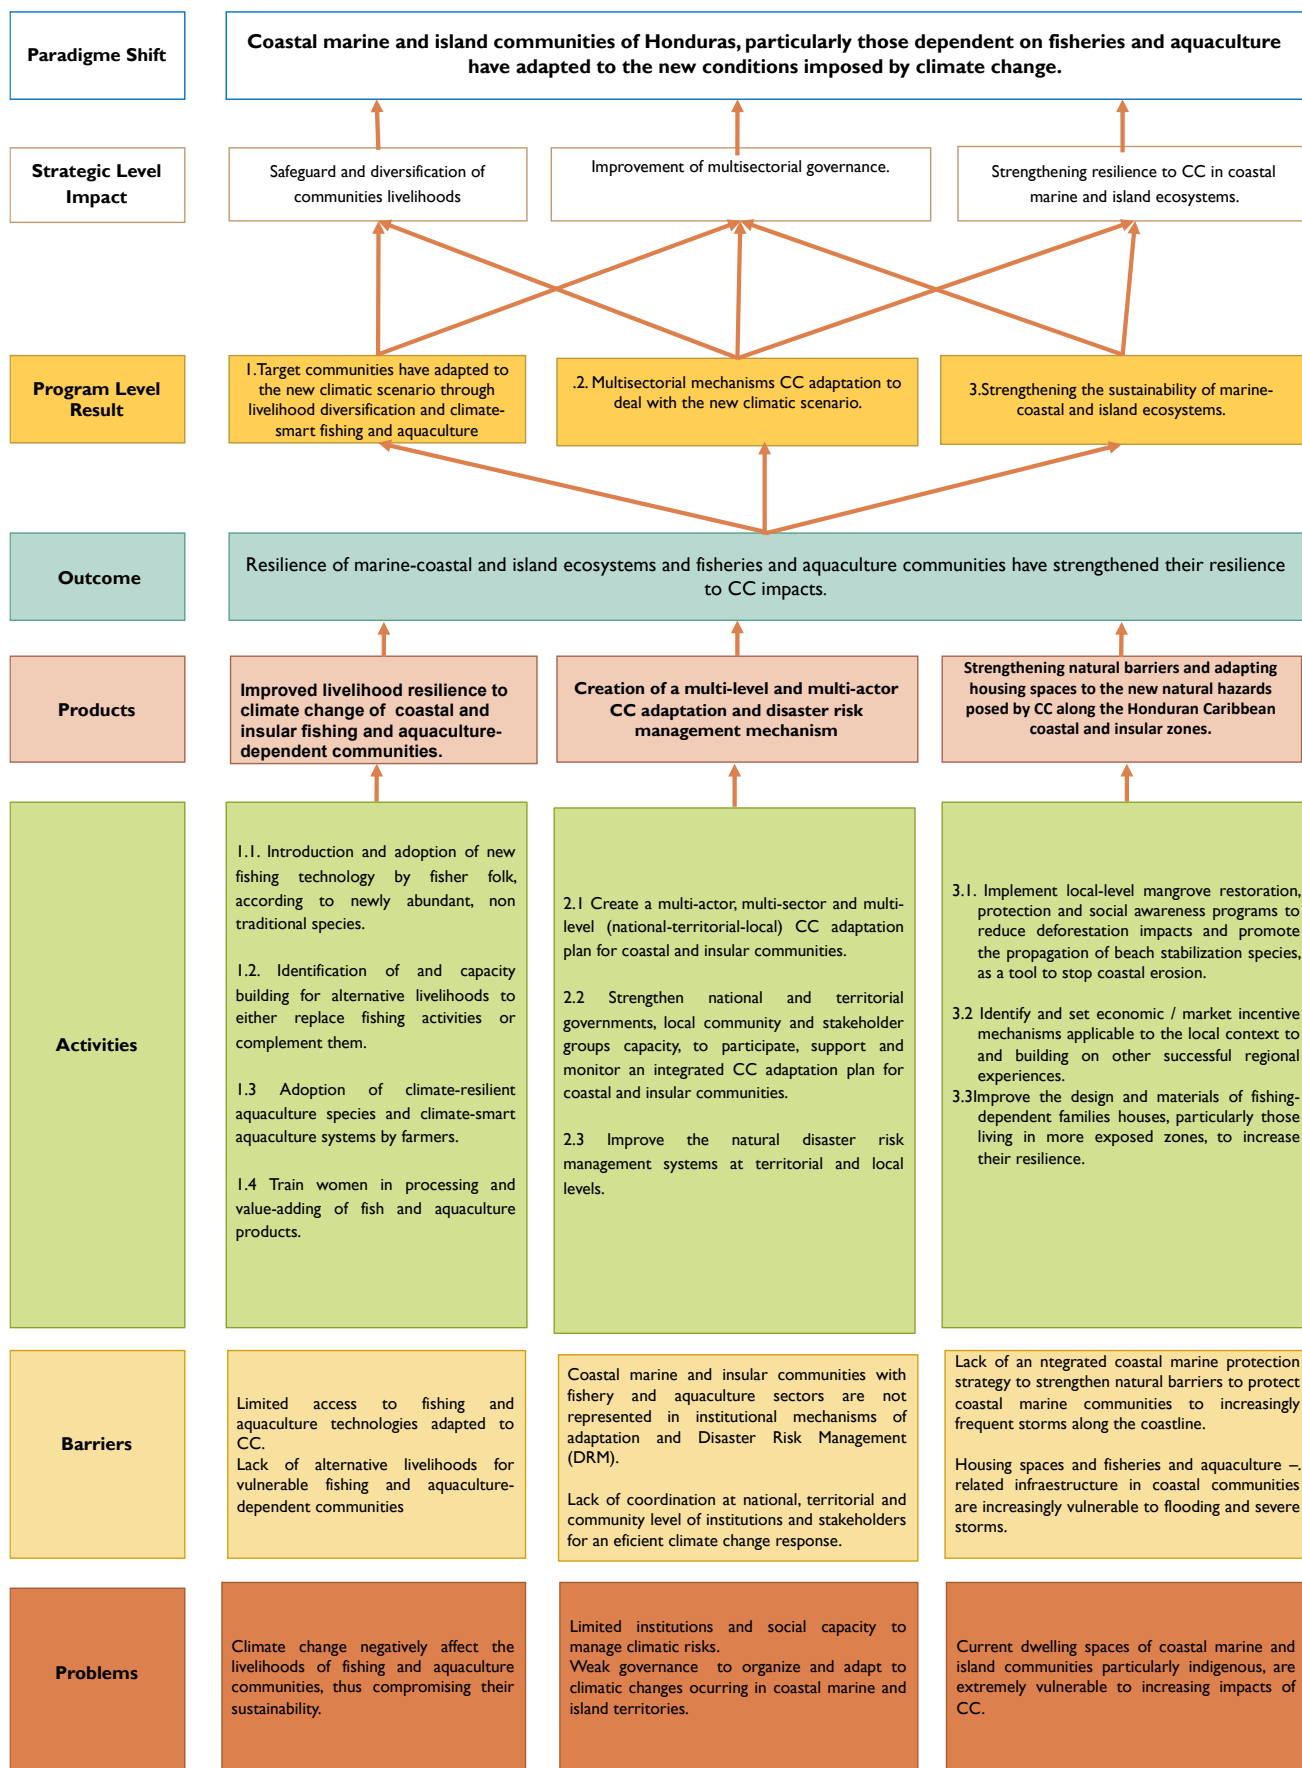 Paradigme Shift
Coastal marine and island communities of Honduras, particularly those dependent on fisheries and aquaculture
have adapted to the new conditions imposed by climate change.
Strategic Level
Impact
Safeguard and diversification of
communities livelihoods
Improvement of multisectorial governance.
Strengthening resilience to CC in coastal
marine and island ecosystems.
Program Level
Result
1.Target communities have adapted to
the new climatic scenario through
livelihood diversification and climate-
smart fishing and aquaculture
.2. Multisectorial mechanisms CC adaptation to
deal with the new climatic scenario.
3.Strengthening the sustainability of marine-
coastal and island ecosystems.
Outcome
Resilience of marine-coastal and island ecosystems and fisheries and aquaculture communities have strengthened their resilience
to CC impacts.
Products
Improved livelihood resilience to
climate change of coastal and
insular fishing and aquaculture-
dependent communities.
Creation of a multi-level and multi-actor
CC adaptation and disaster risk
management mechanism
Strengthening natural barriers and adapting
housing spaces to the new natural hazards
posed by CC along the Honduran Caribbean
coastal and insular zones.
Activities
1.1. Introduction and adoption of new
fishing technology by fisher folk,
according to newly abundant, non
traditional species.
1.2. Identification of and capacity
building for alternative livelihoods to
either replace fishing activities or
complement them.
1.3 Adoption of climate-resilient
aquaculture species and climate-smart
aquaculture systems by farmers.
1.4 Train women in processing and
value-adding of fish and aquaculture
products.
2.1 Create a multi-actor, multi-sector and multi-
level (national-territorial-local) CC adaptation
plan for coastal and insular communities.
2.2 Strengthen national and territorial
governments, local community and stakeholder
groups capacity, to participate, support and
monitor an integrated CC adaptation plan for
coastal and insular communities.
2.3 Improve the natural disaster risk
management systems at territorial and local
levels.
3.1. Implement local-level mangrove restoration,
protection and social awareness programs to
reduce deforestation impacts and promote
the propagation of beach stabilization species,
as a tool to stop coastal erosion.
3.2 Identify and set economic / market incentive
mechanisms applicable to the local context to
and building on other successful regional
experiences.
3.3Improve the design and materials of fishing-
dependent families houses, particularly those
living in more exposed zones, to increase
their resilience.
Barriers
Limited access to fishing and
aquaculture technologies adapted to
CC.
Lack of alternative livelihoods for
vulnerable fishing and aquaculture-
dependent communities
Coastal marine and insular communities with
fishery and aquaculture sectors are not
represented in institutional mechanisms of
adaptation and Disaster Risk Management
(DRM).
Lack of coordination at national, territorial and
community level of institutions and stakeholders
for an eficient climate change response.
Lack of an ntegrated coastal marine protection
strategy to strengthen natural barriers to protect
coastal marine communities to increasingly
frequent storms along the coastline.
Housing spaces and fisheries and aquaculture –.
related infraestructure in coastal communities
are increasingly vulnerable to flooding and severe
storms.
Problems
Climate change negatively affect the
livelihoods of fishing and aquaculture
communities, thus compromising their
sustainability.
Limited institutions and social capacity to
manage climatic risks.
Weak governance to organize and adapt to
climatic changes ocurring in coastal marine and
island territories.
Current dwelling spaces of coastal marine and
island communities particularly indigenous, are
extremely vulnerable to increasing impacts of
CC.